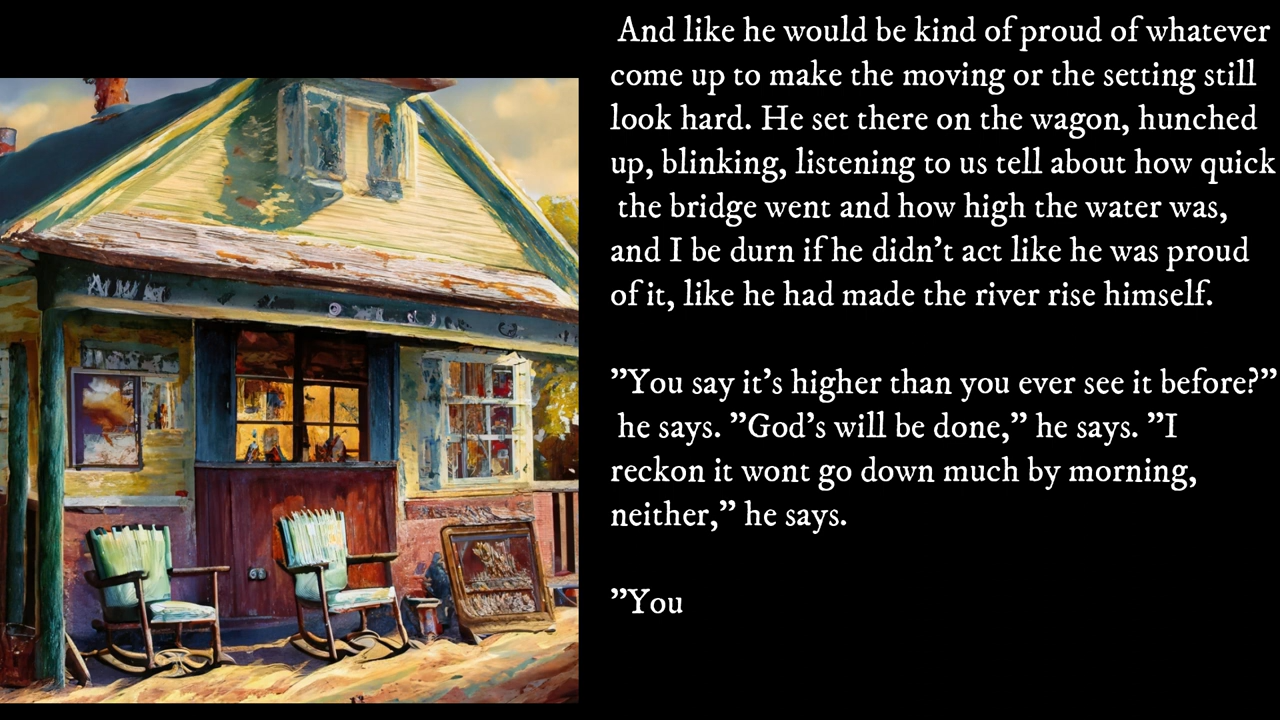 And like he would be kind of proud of whatever
come up to make the moving or the setting still
look hard. He set there on the wagon, hunched
up, blinking, listening to us tell about how quick
the bridge went and how high the water was,
and I be durn if he didn’t act like he was proud
of it, like he had made the river rise himself.
”You say it’s higher than you ever see it before?”
he says. ”God’s will be done,” he says. ”I
reckon it wont go down much by morning,
neither,” he says.
”You